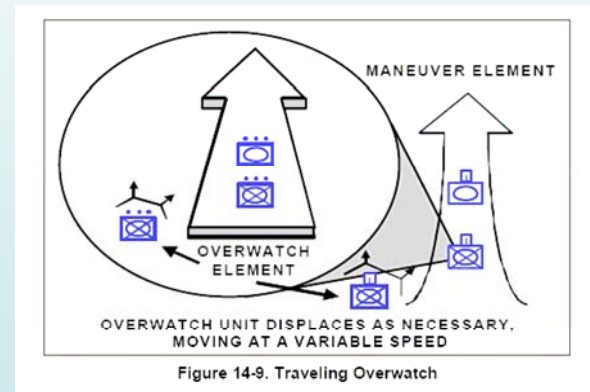 MANEUVER ELEMENT
OVERWATCH
ELEMENT
OVERWATCH UNIT DISPLACES AS NECESSARY,
MOVING AT A VARIABLE SPEED
Figure 14-9. Traveling Overwatch